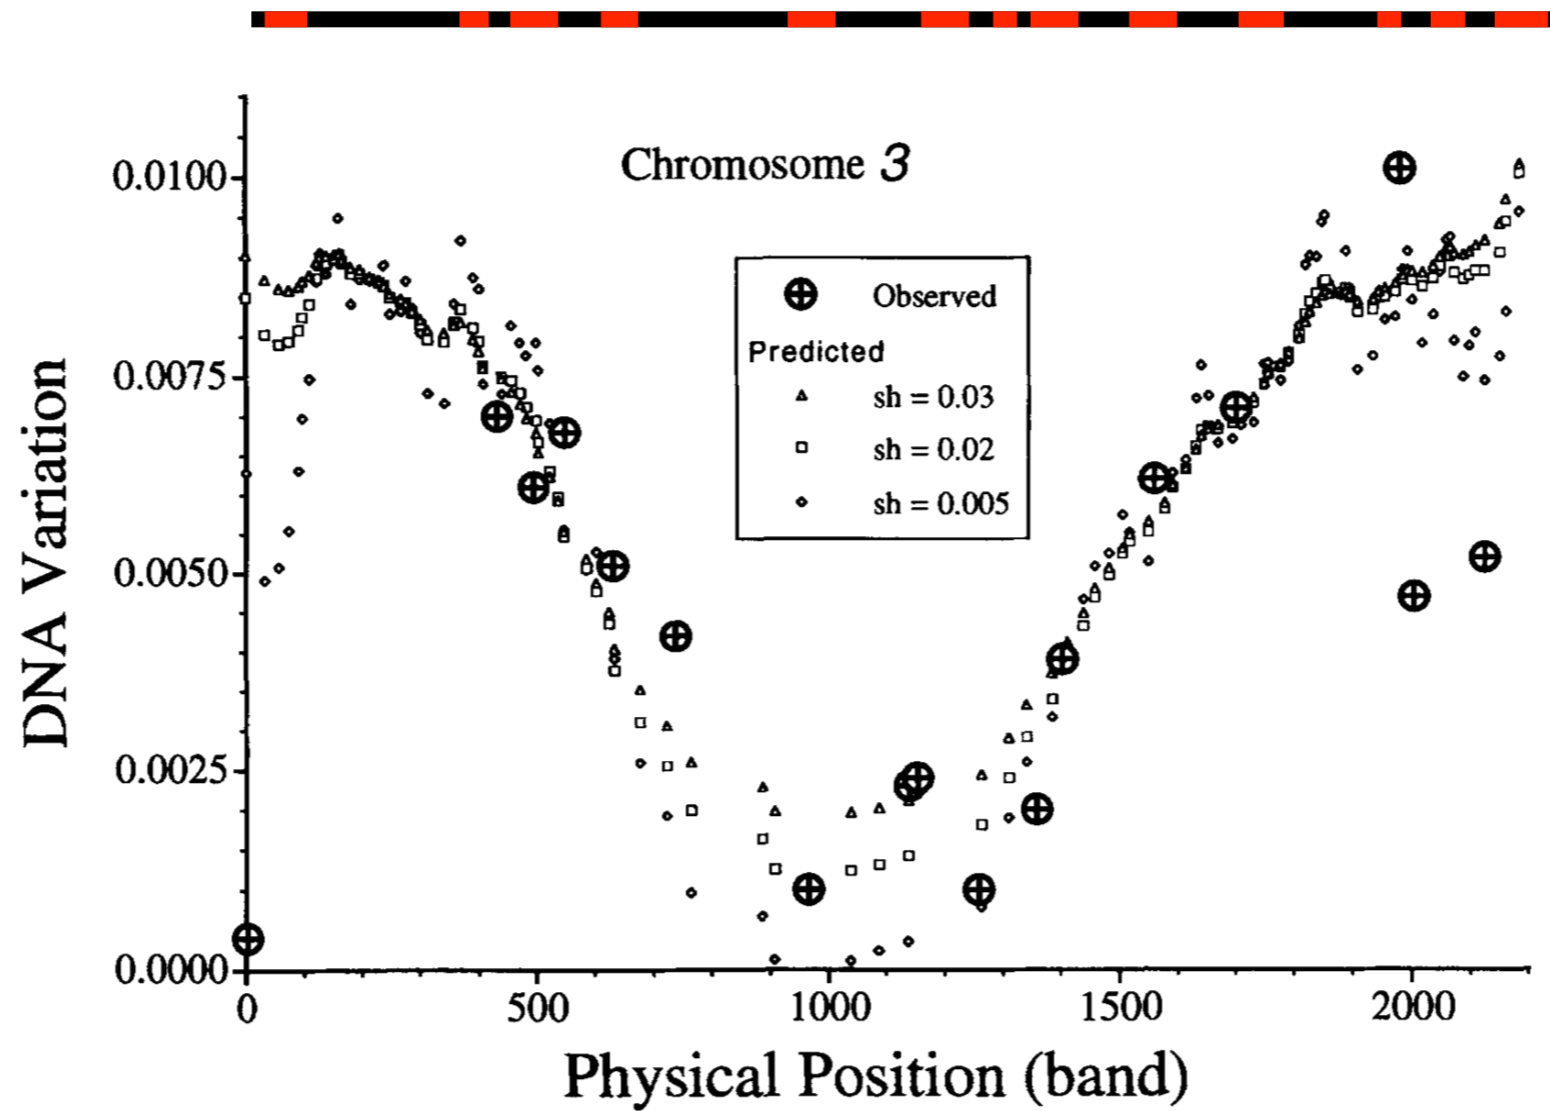 Chromosome 3
0.0100
0.0075
0.0050
0.0025
0.0000
DNA Variation
Observed
Predicted
sh = 0.03
sh = 0.02
sh = 0.005
0 500 1000 1500 2000
Physical Position (band)